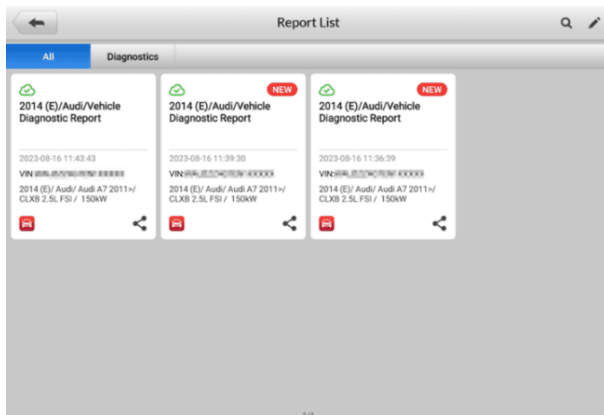 Report List
All
Diagnostics
2014 (E)/Audi/Vehicle
Diagnostic Report
2023-08-16 11:43:43
VIN
2014 (E)/ Audi/ Audi A7 2011>/
CLXB 2.5L FSI / 150kW
NEW
2014 (E)/Audi/Vehicle
Diagnostic Report
2023-08-16 11:39:30
VIN:
2014 (E)/ Audi/ Audi A7 2011>/
CLXB 2.5L FSI / 150kW
NEW
2014 (E)/Audi/Vehicle
Diagnostic Report
2023-08-16 11:36:39
VIN:
2014 (E)/ Audi/ Audi A7 2011>/
CLXB 2.5L FSI / 150kW